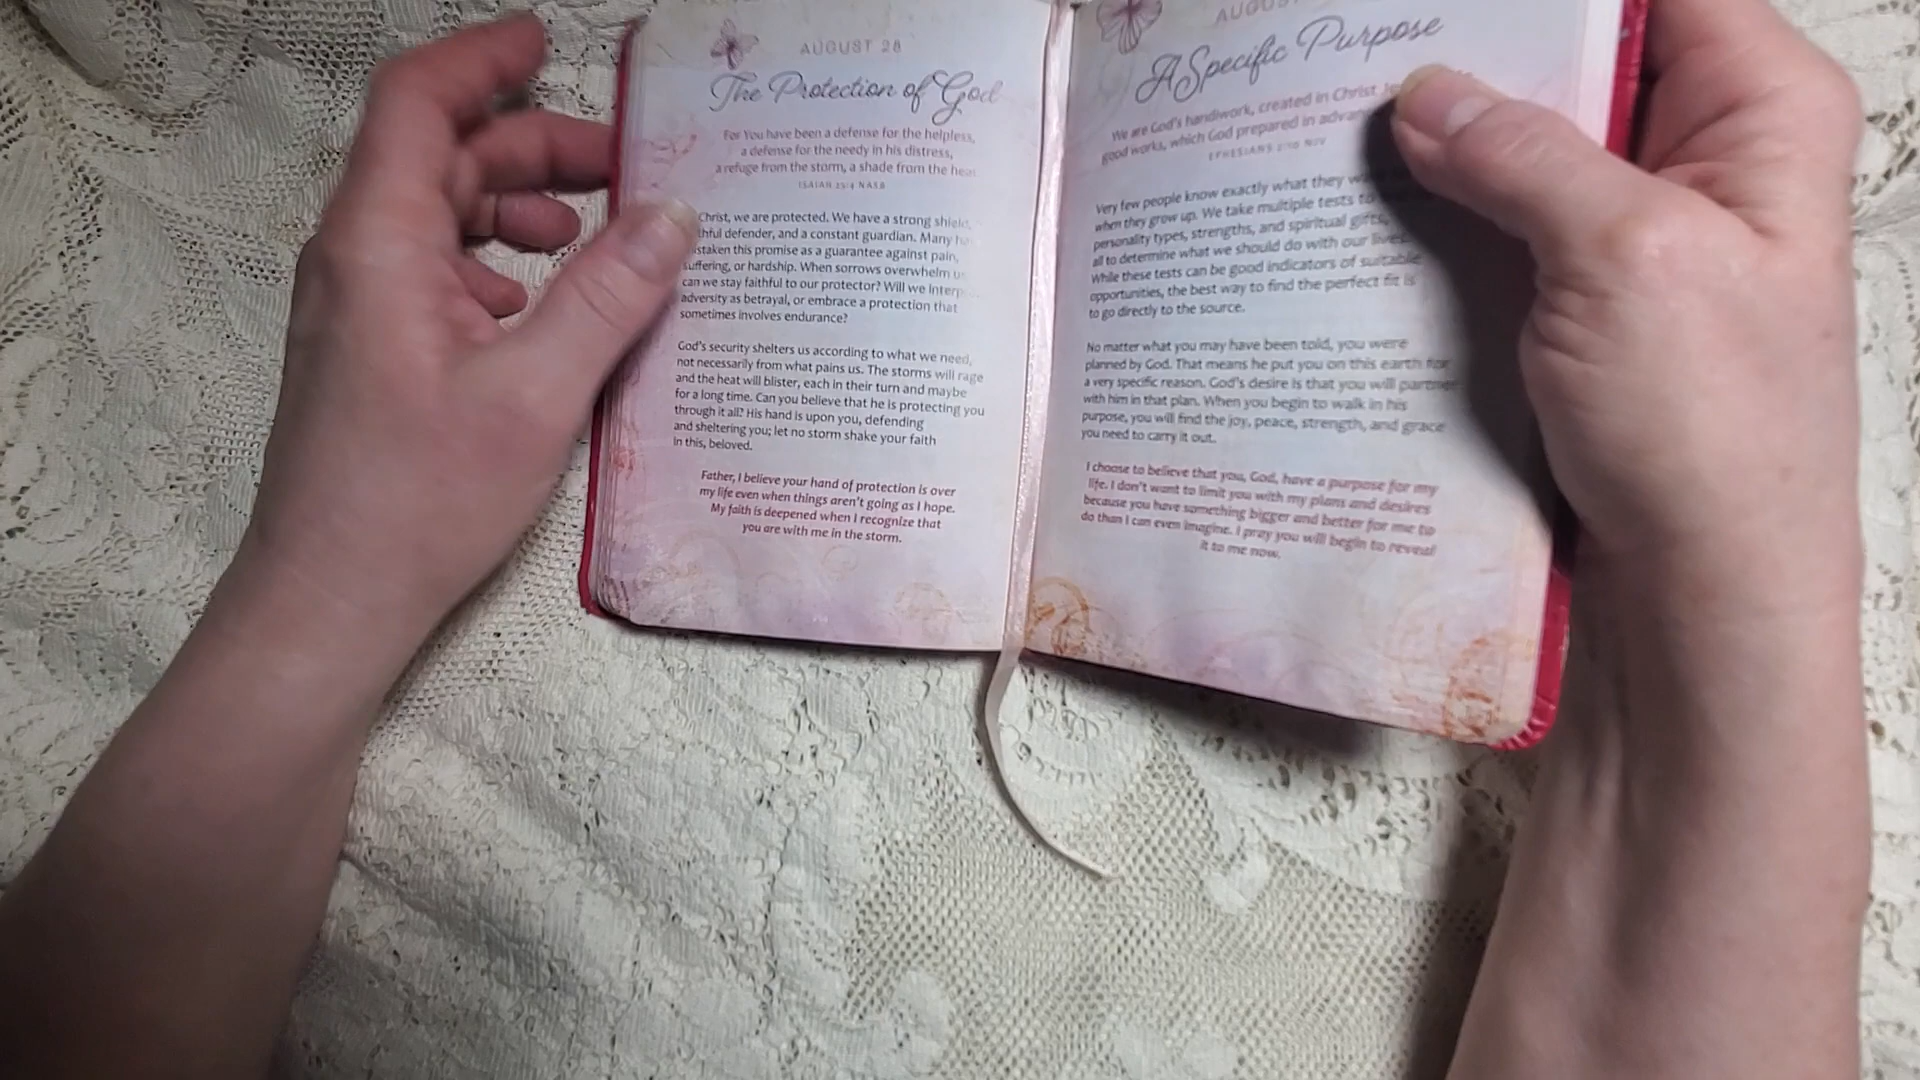 AUGUST 28
The Protection of God
For You have been a defense for the helpless,
a defense for the needy in his distress,
a refuge from the storm, a shade from the heat.
ISAIAH 25:4 NASB
Christ, we are protected. We have a strong shield,
thful defender, and a constant guardian. Many
staken this promise as a guarantee against pain,
suffering, or hardship. When sorrows overwhelm
can we stay faithful to our protector? Will we
adversity as betrayal, or embrace a protection that
sometimes involves endurance?
God's security shelters us according to what we need,
not necessarily from what pains us. The storms will rage
and the heat will blister, each in their turn and maybe
for a long time. Can you believe that he is protecting you
through it all? His hand is upon you, defending
and sheltering you; let no storm shake your faith
in this, beloved.
Father, I believe your hand of protection is over
my life even when things aren't going as I hope.
My faith is deepened when I recognize that
you are with me in the storm.
A Specific Purpose
We are God's handiwork, created in Christ
good works, which God prepared in
EPHESIANS 2:10 NIV
Very few people know exactly what they
when they grow up. We take multiple tests to
personality types, strengths, and spiritual gifts,
all to determine what we should do with our lives.
While these tests can be good indicators of suitable
opportunities, the best way to find the perfect fit is
to go directly to the source.
No matter what you may have been told, you were
planned by God. That means he put you on this earth for
a very specific reason. God's desire is that you will partner
with him in that plan. When you begin to walk in his
purpose, you will find the joy, peace, strength, and grace
you need to carry it out.
I choose to believe that you, God, have a purpose for my
life. I don't want to limit you with my plans and desires
because you have something bigger and better for me to
do than I can even imagine. I pray you will begin to reveal
it to me now.